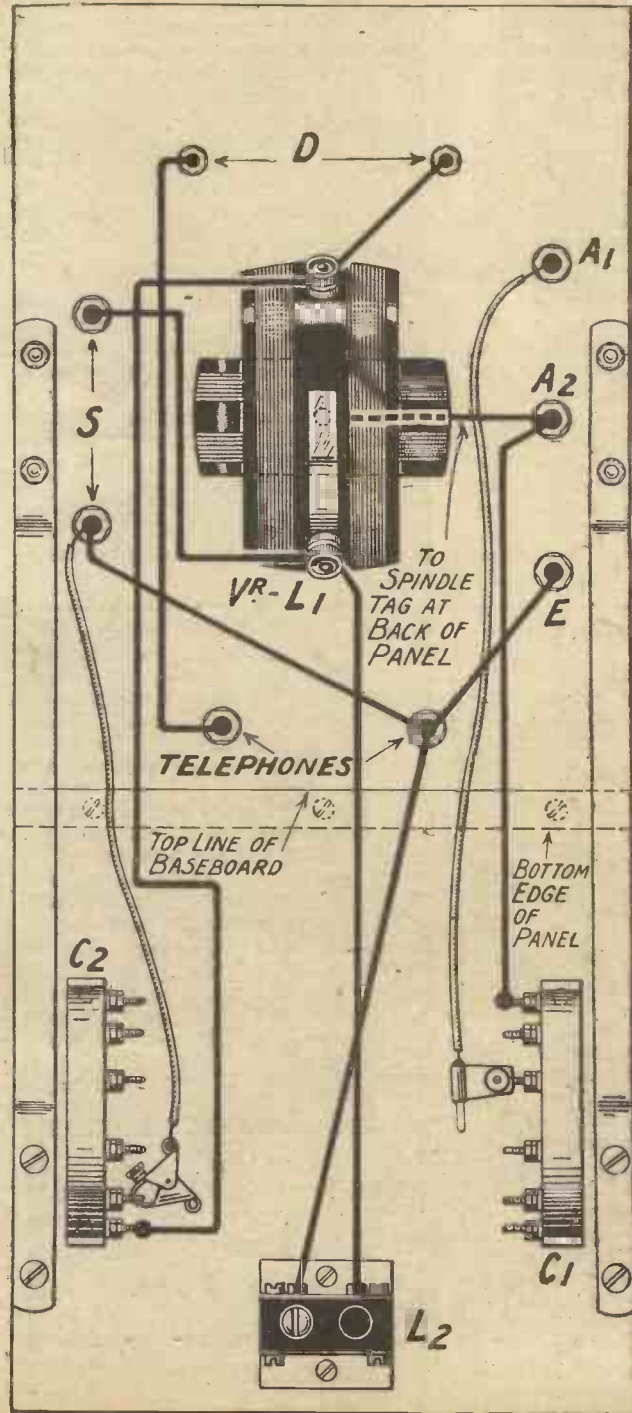 D
A1
A2
S
VR-L1
TO
SPINDLE
TAG AT
BACK OF
PANEL
E
TELEPHONES
TOP LINE OF
BASEBOARD
BOTTOM
EDGE
OF
PANEL
C2
C1
L2